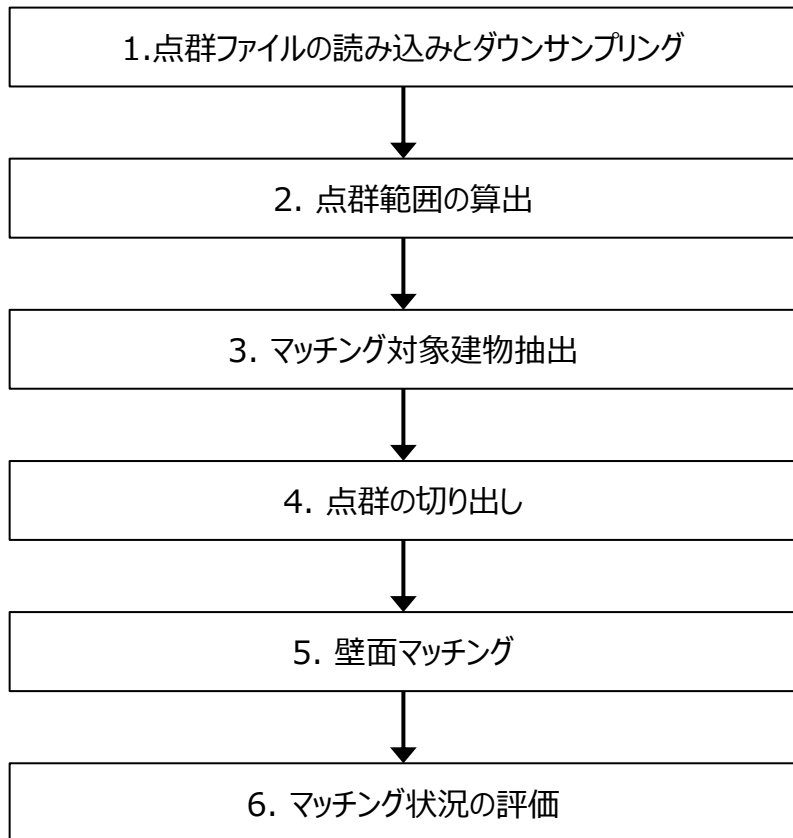 1.点群ファイルの読み込みとダウンサンプリング
2. 点群範囲の算出
3. マッチング対象建物抽出
4. 点群の切り出し
5. 壁面マッチング
6. マッチング状況の評価